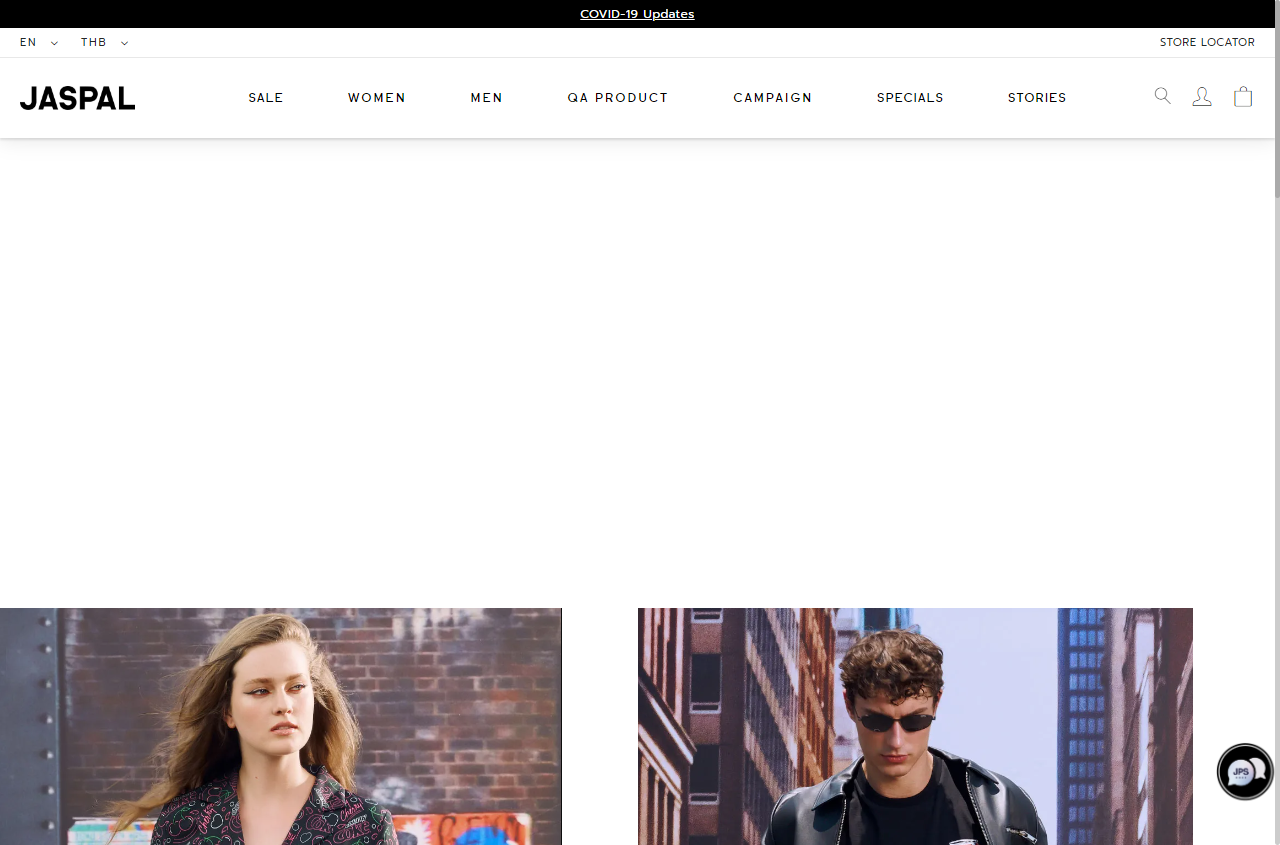 COVID-19 Updates
EN THB STORE LOCATOR
JASPAL SALE WOMEN MEN QA PRODUCT CAMPAIGN SPECIALS STORIES
JPS